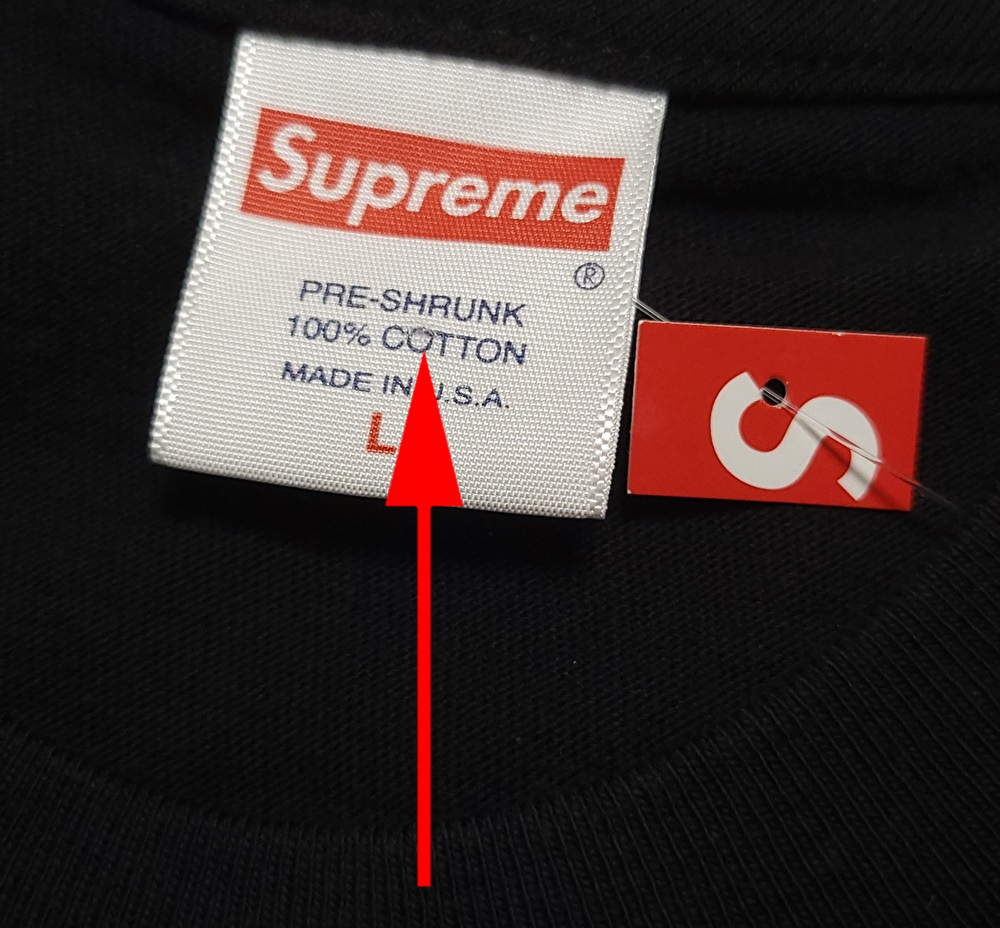 Supreme
®
PRE-SHRUNK
100% COTTON
MADE IN U.S.A.
L
S